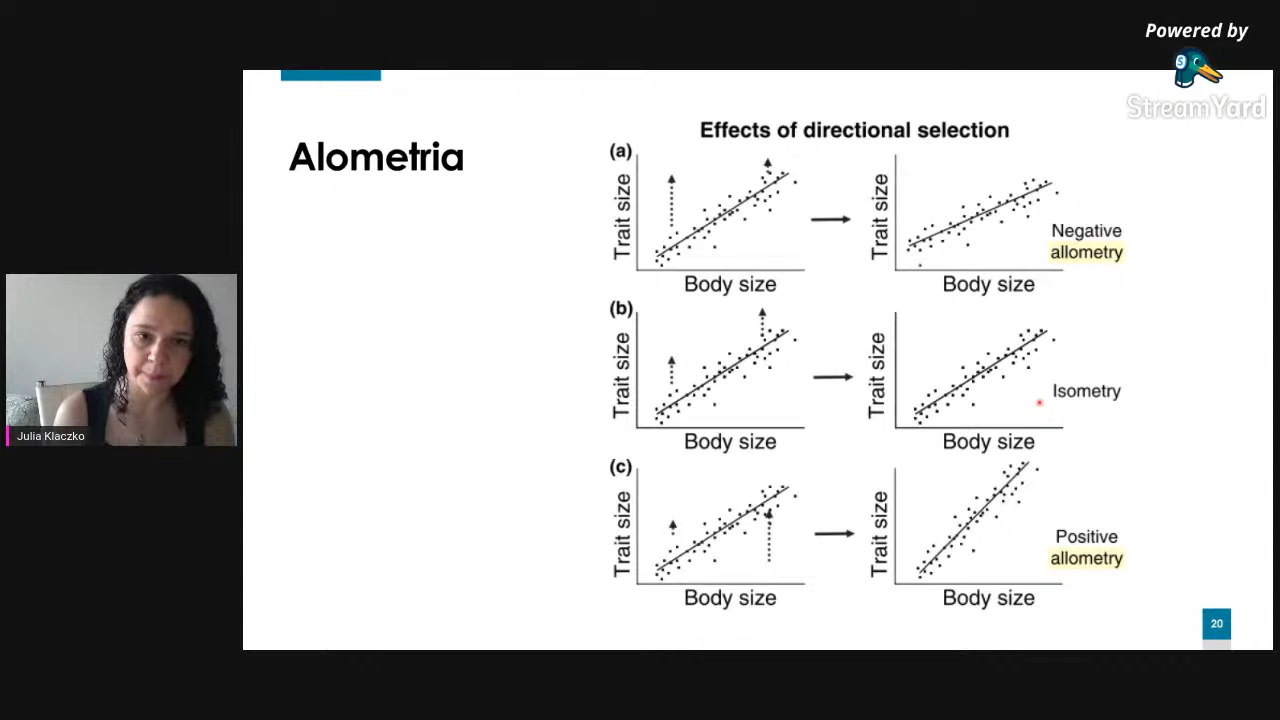 Powered by
S
StreamYard
Alometria
Effects of directional selection
(a)
Trait size
Body size
Trait size
Body size
Negative
allometry
(b)
Trait size
Body size
Trait size
Body size
Isometry
(c)
Trait size
Body size
Trait size
Body size
Positive
allometry
Julia Klaczko
20